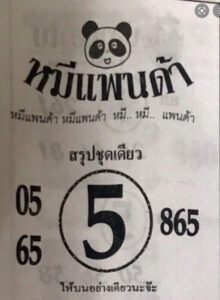 หมีแพนด้า
หมีแพนด้า หมีแพนด้า หมี.. หมี.. แพนด้า
สรุปชุดเดียว
05
65
5
865
ให้บนอย่างเดียวนะจ๊ะ